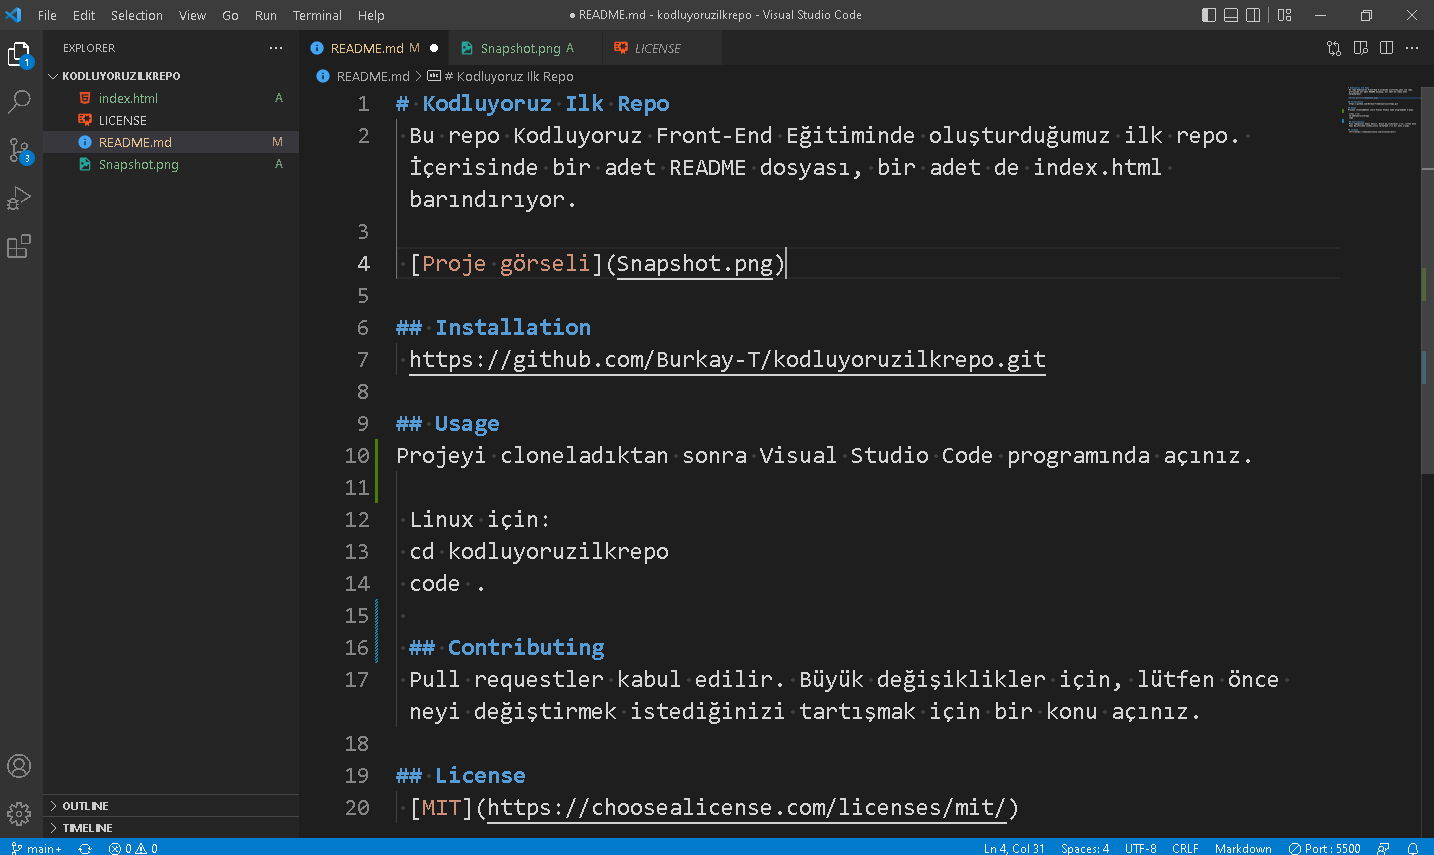 File Edit Selection View Go Run Terminal Help ● README.md - kodluyoruzilkrepo - Visual Studio Code
EXPLORER ...
1
3
KODLUYORUZILKREPO
index.html A
LICENSE
README.md M
Snapshot.png A
OUTLINE
TIMELINE
README.md M ● Snapshot.png A LICENSE
README.md > # Kodluyoruz Ilk Repo
1 # Kodluyoruz Ilk Repo
2 Bu repo Kodluyoruz Front-End Eğitiminde oluşturduğumuz ilk repo.
İçerisinde bir adet README dosyası, bir adet de index.html
barındırıyor.
3
4 [Proje görseli](Snapshot.png)
5
6 ## Installation
7 https://github.com/Burkay-T/kodluyoruzilkrepo.git
8
9 ## Usage
10 Projeyi cloneladıktan sonra Visual Studio Code programında açınız.
11
12 Linux için:
13 cd kodluyoruzilkrepo
14 code .
15
16 ## Contributing
17 Pull requestler kabul edilir. Büyük değişiklikler için, lütfen önce
neyi değiştirmek istediğinizi tartışmak için bir konu açınız.
18
19 ## License
20 [MIT](https://choosealicense.com/licenses/mit/)
main+ 0 0 Ln 4, Col 31 Spaces: 4 UTF-8 CRLF Markdown Port : 5500